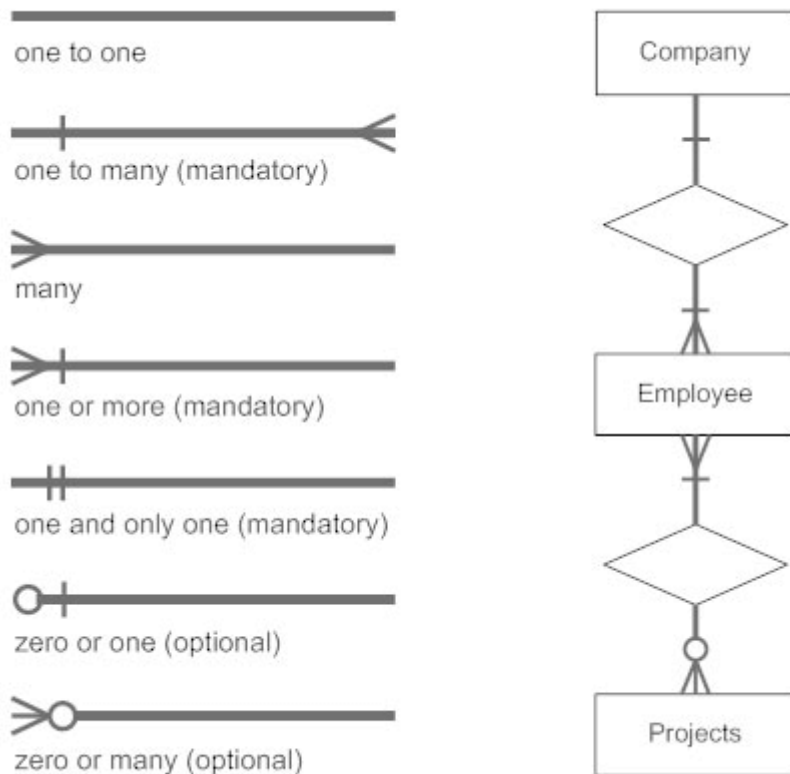 one to one
one to many (mandatory)
many
one or more (mandatory)
one and only one (mandatory)
zero or one (optional)
zero or many (optional)
Company
Employee
Projects